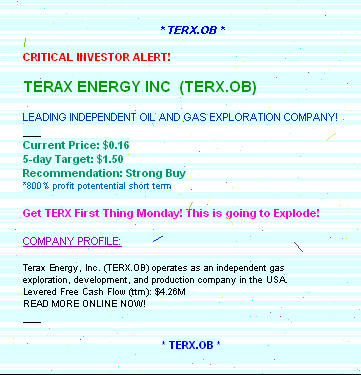 * TERX.OB *
CRITICAL INVESTOR ALERT!
TERAX ENERGY INC (TERX.OB)
LEADING INDEPENDENT OIL AND GAS EXPLORATION COMPANY!
Current Price: $0.16
5-day Target: $1.50
Recommendation: Strong Buy
*800% profit potentential short term
Get TERX First Thing Monday! This is going to Explode!
COMPANY PROFILE:
Terax Energy, Inc. (TERX.OB) operates as an independent gas
exploration, development, and production company in the USA.
Levered Free Cash Flow (ttm): $4.26M
READ MORE ONLINE NOW!
* TERX.OB *